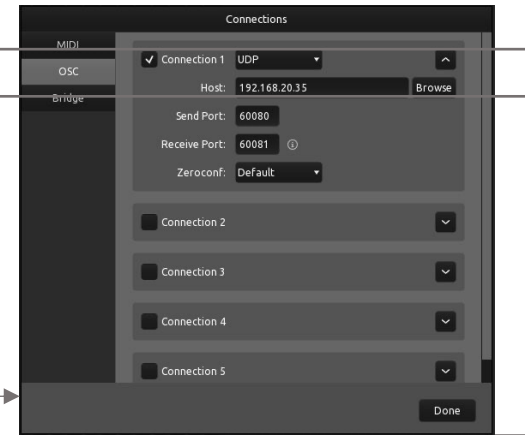 Connections
MIDI
OSC
Bridge
Connection 1 UDP
Host: 192.168.20.35 Browse
Send Port: 60080
Receive Port: 60081
Zeroconf: Default
Connection 2
Connection 3
Connection 4
Connection 5
Done